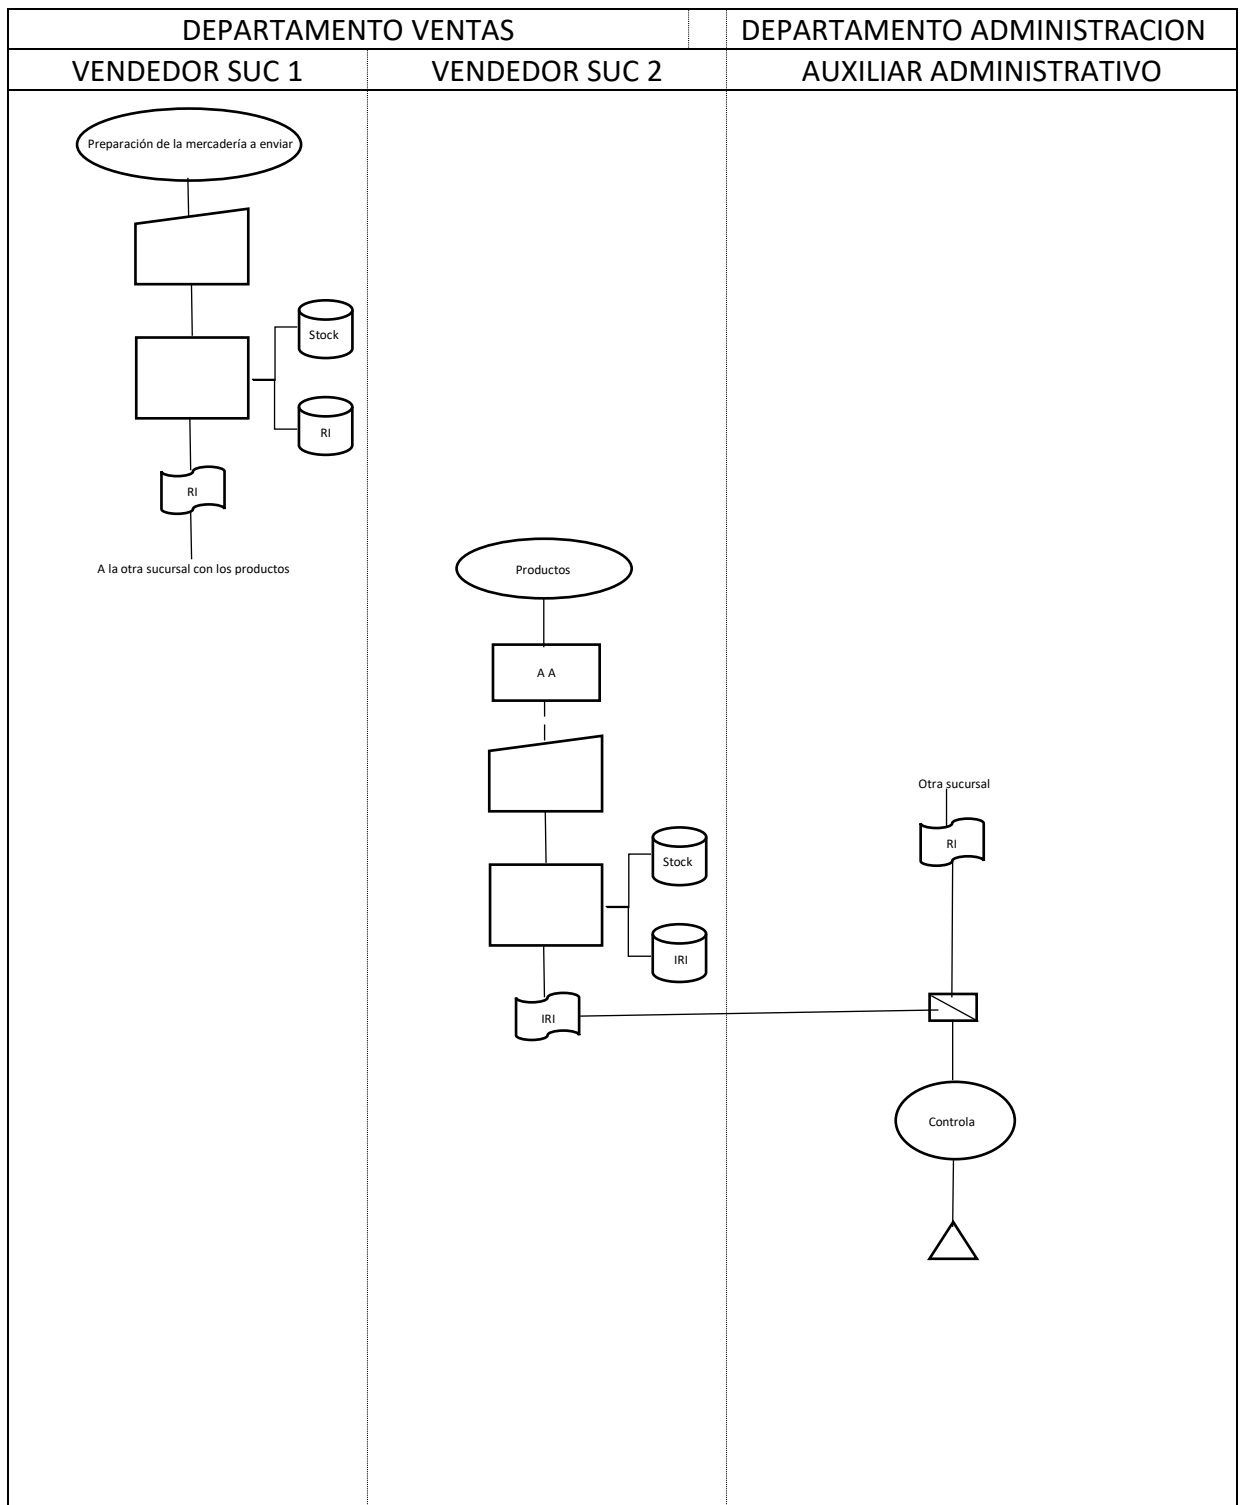 DEPARTAMENTO VENTAS
DEPARTAMENTO ADMINISTRACION
VENDEDOR SUC 1
VENDEDOR SUC 2
AUXILIAR ADMINISTRATIVO
Preparación de la mercadería a enviar
Stock
RI
RI
A la otra sucursal con los productos
Productos
A A
Stock
IRI
IRI
Otra sucursal
RI
Controla